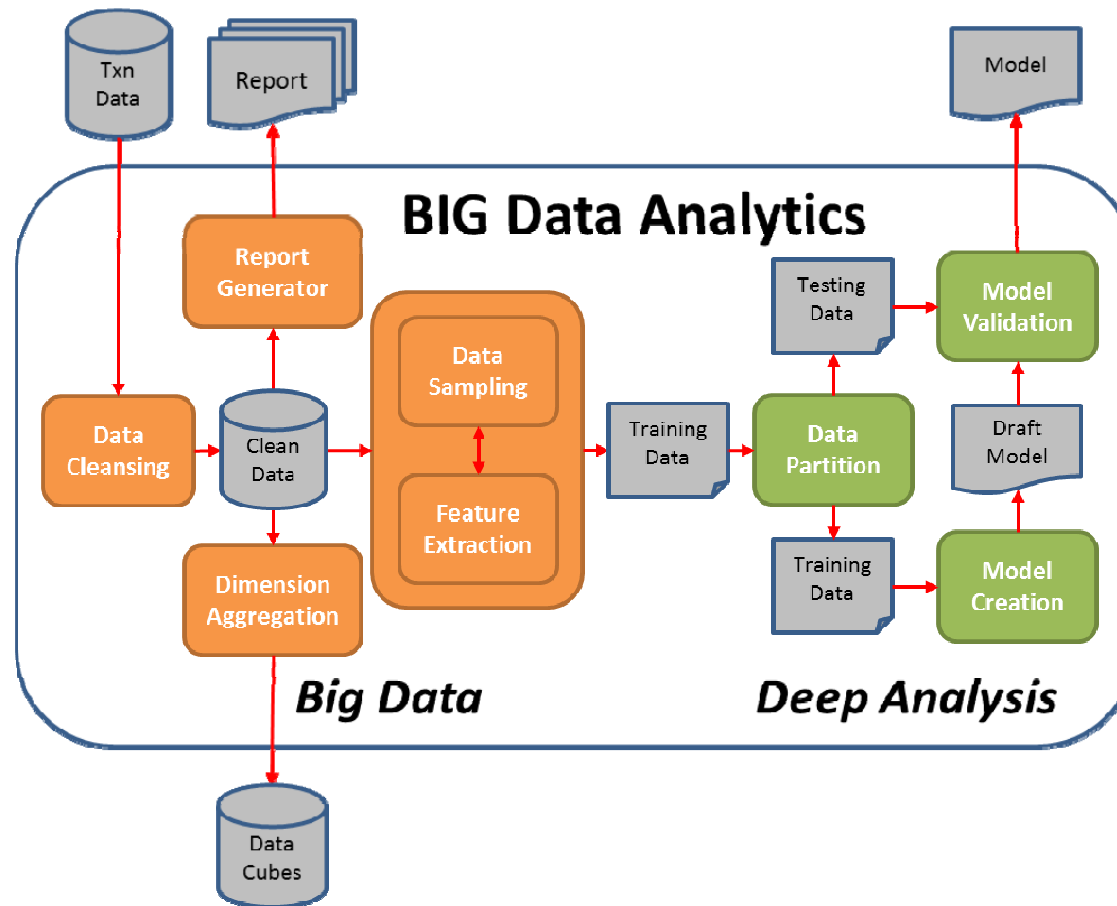 Txn
Data
Report
Model
BIG Data Analytics
Report
Generator
Testing
Data
Model
Validation
Data
Sampling
Data
Cleansing
Clean
Data
Training
Data
Data
Partition
Draft
Model
Feature
Extraction
Dimension
Aggregation
Training
Data
Model
Creation
Big Data
Deep Analysis
Data
Cubes